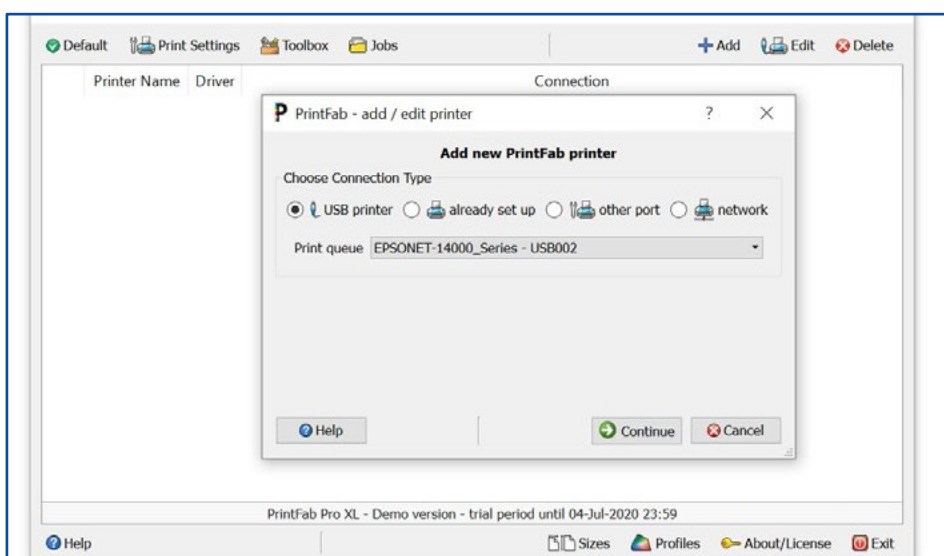 Default Print Settings Toolbox Jobs Add Edit Delete
Printer Name Driver Connection
PrintFab - add / edit printer ?
Add new PrintFab printer
Choose Connection Type
USB printer already set up other port network
Print queue EPSONET-14000_Series - USB002
Help Continue Cancel
PrintFab Pro XL - Demo version - trial period until 04-Jul-2020 23:59
Help Sizes Profiles About/License Exit